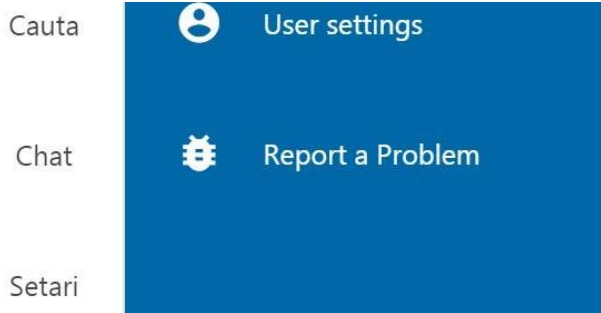 Cauta
User settings
Chat
Report a Problem
Setari